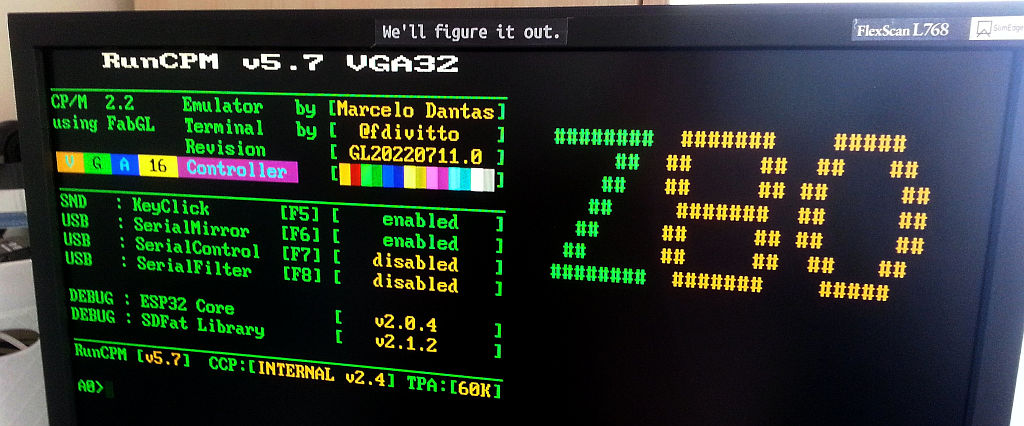 We'll figure it out.
FlexScan L768
SlimEdge
RunCPM v5.7 VGA32
CP/M 2.2 Emulator by [Marcelo Dantas]
using FabGL Terminal by [ @fdivitto ]
Revision [ GL20220711.0 ]
V G A 16 Controller [ ]
SND : KeyClick [F5] [ enabled ]
USB : SerialMirror [F6] [ enabled ]
USB : SerialControl [F7] [ disabled ]
USB : SerialFilter [F8] [ disabled ]
DEBUG : ESP32 Core [ v2.0.4 ]
DEBUG : SDFat Library [ v2.1.2 ]
RunCPM [v5.7] CCP:[INTERNAL v2.4] TPA:[60K]
A0>
Z80